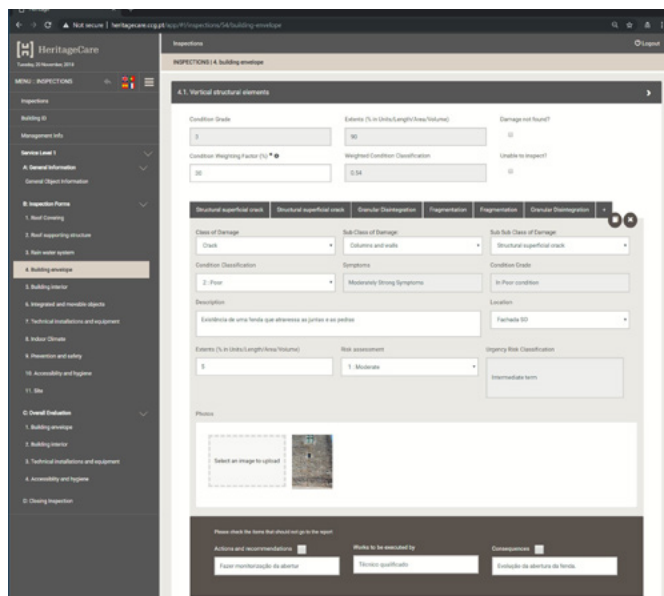 Not secure | heritagecare.ccg.pt/app/#!/inspections/54/building-envelope
HeritageCare
Tuesday, 20 November, 2018
MENU : INSPECTIONS
Inspections
Building ID
Management Info
Service Level 1
A: General Information
General Object Information
B: Inspection Forms
1. Roof Covering
2. Roof supporting structure
3. Rain water system
4. Building envelope
5. Building interior
6. Integrated and movable objects
7. Technical installations and equipment
8. Indoor Climate
9. Prevention and safety
10. Accessibility and hygiene
11. Site
C: Overall Evaluation
1. Building envelope
2. Building interior
3. Technical installations and equipment
4. Accessibility and hygiene
D: Closing Inspection
Inspections
Logout
INSPECTIONS | 4. building envelope
4.1. Vertical structural elements
Condition Grade
Extents (% in Units/Length/Area/Volume)
Damage not found?
3
90
Condition Weighting Factor (%) *
Weighted Condition Classification
Unable to inspect?
30
0.54
Structural superficial crack
Structural superficial crack
Granular Disintegration
Fragmentation
Fragmentation
Granular Disintegration
+
Class of Damage
Sub Class of Damage:
Sub Sub Class of Damage:
Crack
Columns and walls
Structural superficial crack
Condition Classification
Symptoms
Condition Grade
2 : Poor
Moderately Strong Symptoms
In Poor condition
Description
Location
Existência de uma fenda que atravessa as juntas e as pedras
Fachada SO
Extents (% in Units/Length/Area/Volume)
Risk assessment
Urgency Risk Classification
5
1 : Moderate
Intermediate term
Photos
Select an image to upload
Please check the items that should not go to the report
Actions and recommendations
Works to be executed by
Consequences
Fazer monitorização da abertur
Técnico qualificado
Evolução da abertura da fenda.